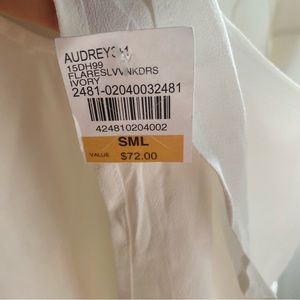 AUDREY3+1
15DH99
FLARESLVVNKDRS
IVORY
2481-02040032481
424810204002
SML
VALUE $72.00